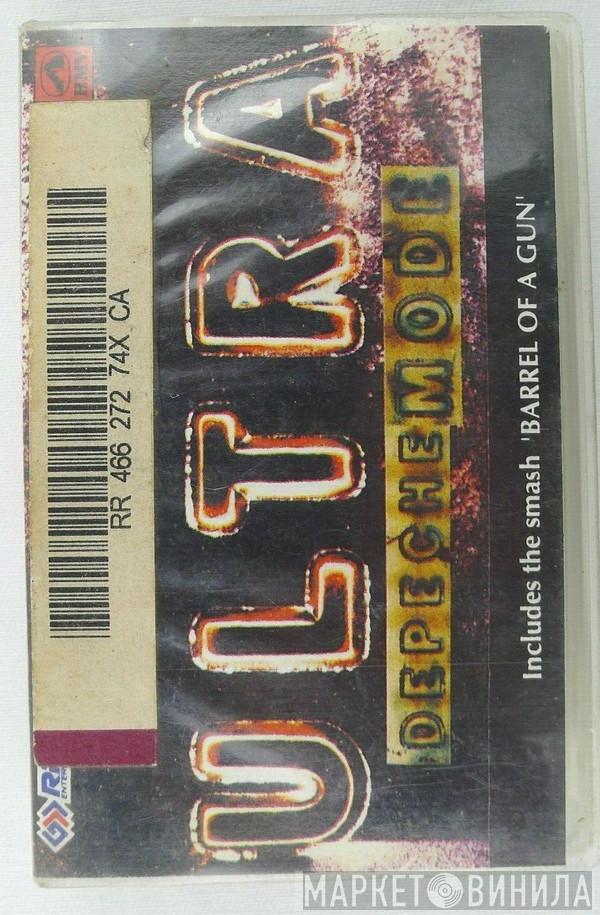 ULTRA
DEPECHE MODE
Includes the smash 'BARREL OF A GUN'
RR 466 272 74X CA
МАРКЕТ ВИНИЛА